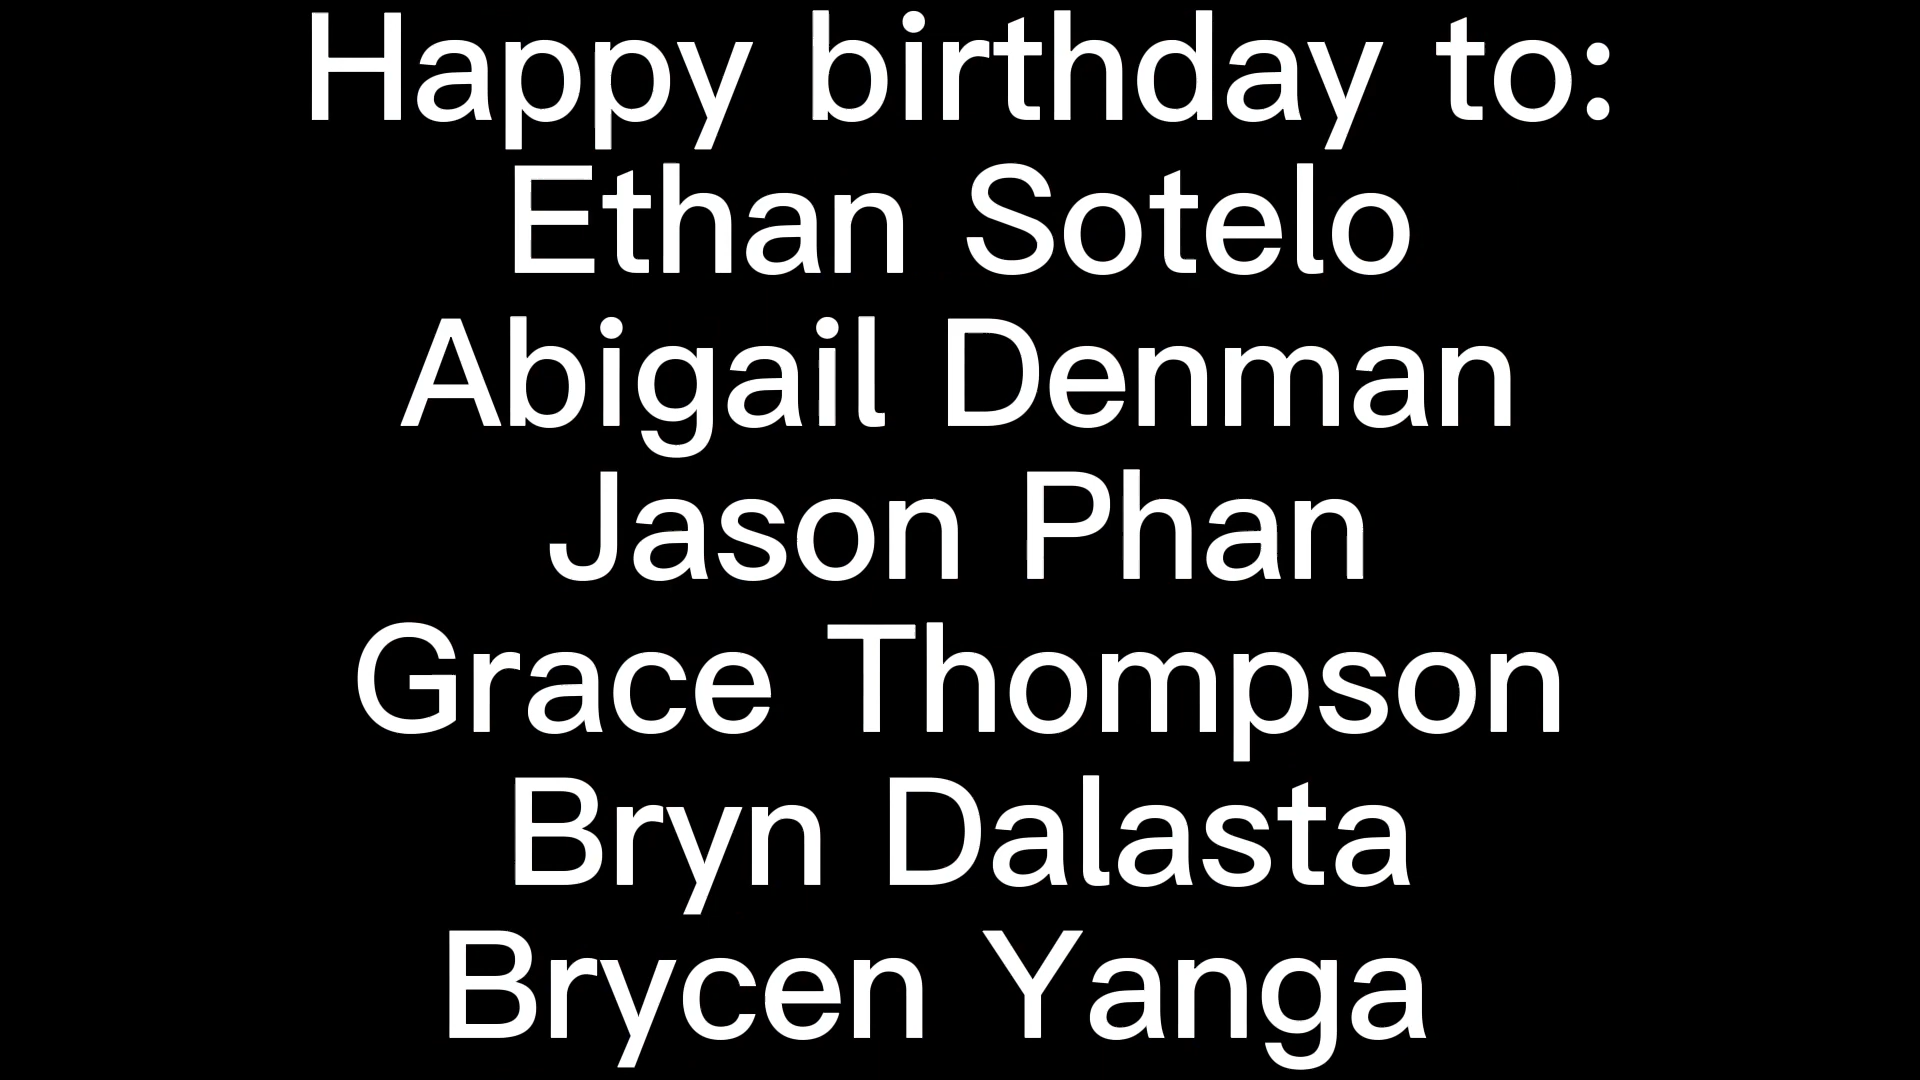 Happy birthday to:
Ethan Sotelo
Abigail Denman
Jason Phan
Grace Thompson
Bryn Dalasta
Brycen Yanga